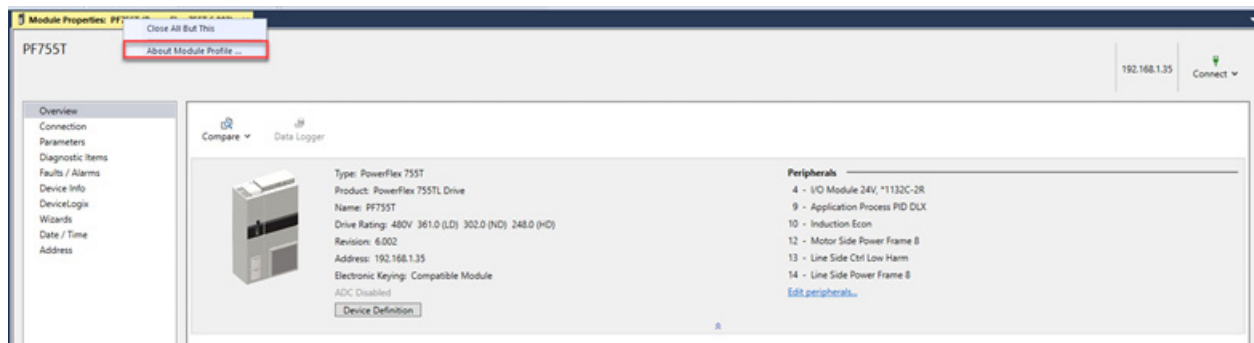 Module Properties: PF755T
Close All But This
About Module Profile ...
PF755T
192.168.1.35
Connect
Overview
Connection
Parameters
Diagnostic Items
Faults / Alarms
Device Info
DeviceLogix
Wizards
Date / Time
Address
Compare
Data Logger
Type: PowerFlex 755T
Product: PowerFlex 755TL Drive
Name: PF755T
Drive Rating: 480V 361.0 (LD) 302.0 (ND) 248.0 (HD)
Revision: 6.002
Address: 192.168.1.35
Electronic Keying: Compatible Module
ADC Disabled
Device Definition
Peripherals
4 - I/O Module 24V, *1132C-2R
9 - Application Process PID DLX
10 - Induction Econ
12 - Motor Side Power Frame 8
13 - Line Side Ctrl Low Harm
14 - Line Side Power Frame 8
Edit peripherals...